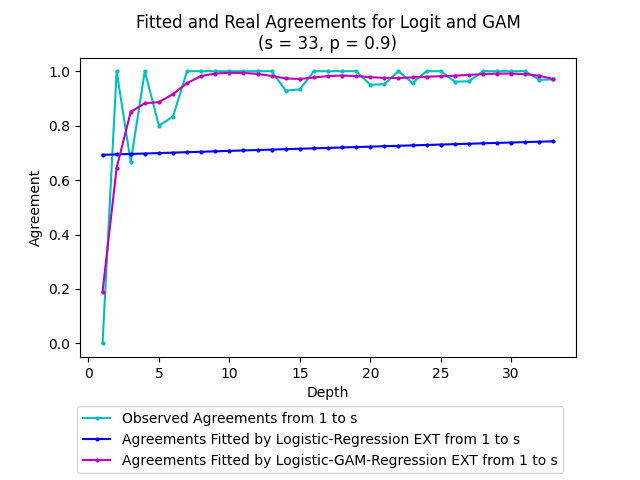 Fitted and Real Agreements for Logit and GAM
(s = 33, p = 0.9)
1.0
0.8
0.6
0.4
0.2
0.0
Agreement
0 5 10 15 20 25 30
Depth
Observed Agreements from 1 to s
Agreements Fitted by Logistic-Regression EXT from 1 to s
Agreements Fitted by Logistic-GAM-Regression EXT from 1 to s